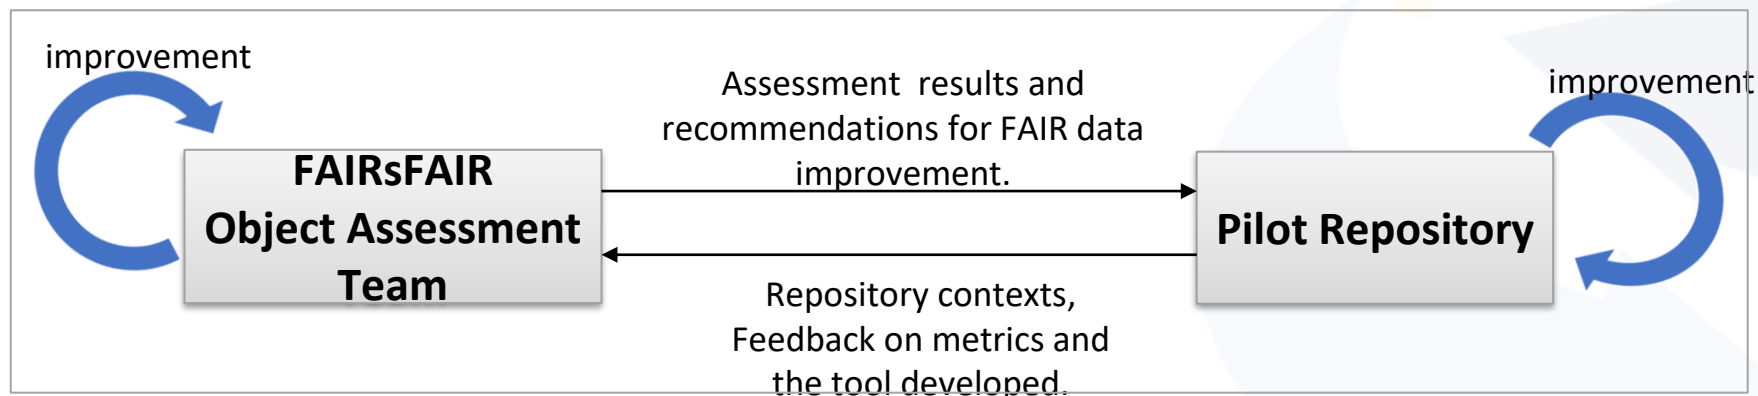 improvement
Assessment results and
recommendations for FAIR data
improvement.
improvement
FAIRsFAIR
Object Assessment
Team
Pilot Repository
Repository contexts,
Feedback on metrics and
the tool developed.